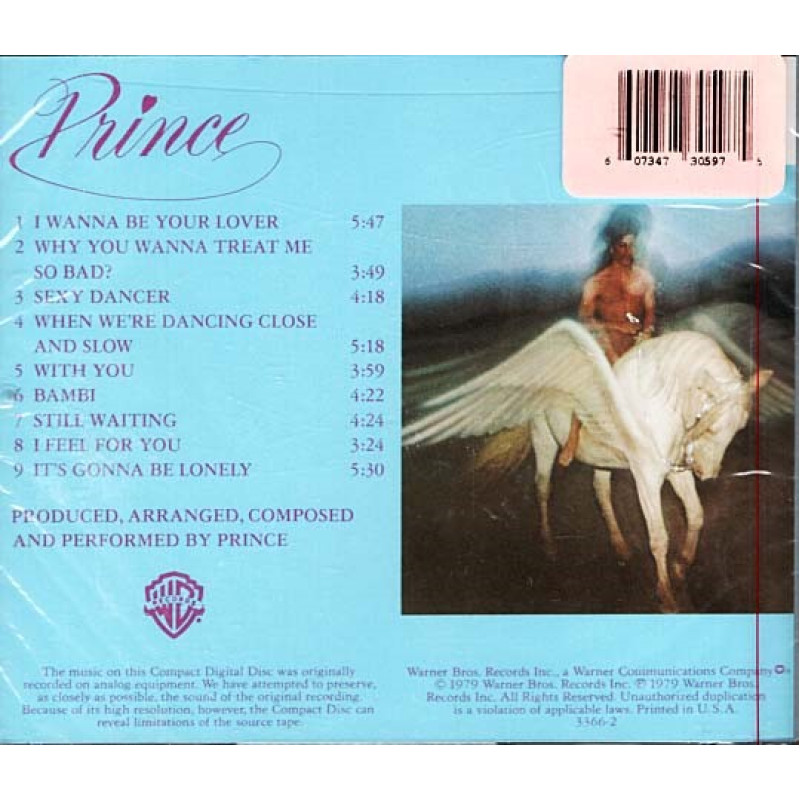 Prince
6 07347 30597 5
1 I WANNA BE YOUR LOVER 5:47
2 WHY YOU WANNA TREAT ME
SO BAD? 3:49
3 SEXY DANCER 4:18
4 WHEN WE'RE DANCING CLOSE
AND SLOW 5:18
5 WITH YOU 3:59
6 BAMBI 4:22
7 STILL WAITING 4:24
8 I FEEL FOR YOU 3:24
9 IT'S GONNA BE LONELY 5:30
PRODUCED, ARRANGED, COMPOSED
AND PERFORMED BY PRINCE
RECORDS
The music on this Compact Digital Disc was originally
recorded on analog equipment. We have attempted to preserve,
as closely as possible, the sound of the original recording.
Because of its high resolution, however, the Compact Disc can
reveal limitations of the source tape.
Warner Bros. Records Inc., a Warner Communications Company
© 1979 Warner Bros. Records Inc. ℗ 1979 Warner Bros.
Records Inc. All Rights Reserved. Unauthorized duplication
is a violation of applicable laws. Printed in U.S.A.
3366-2